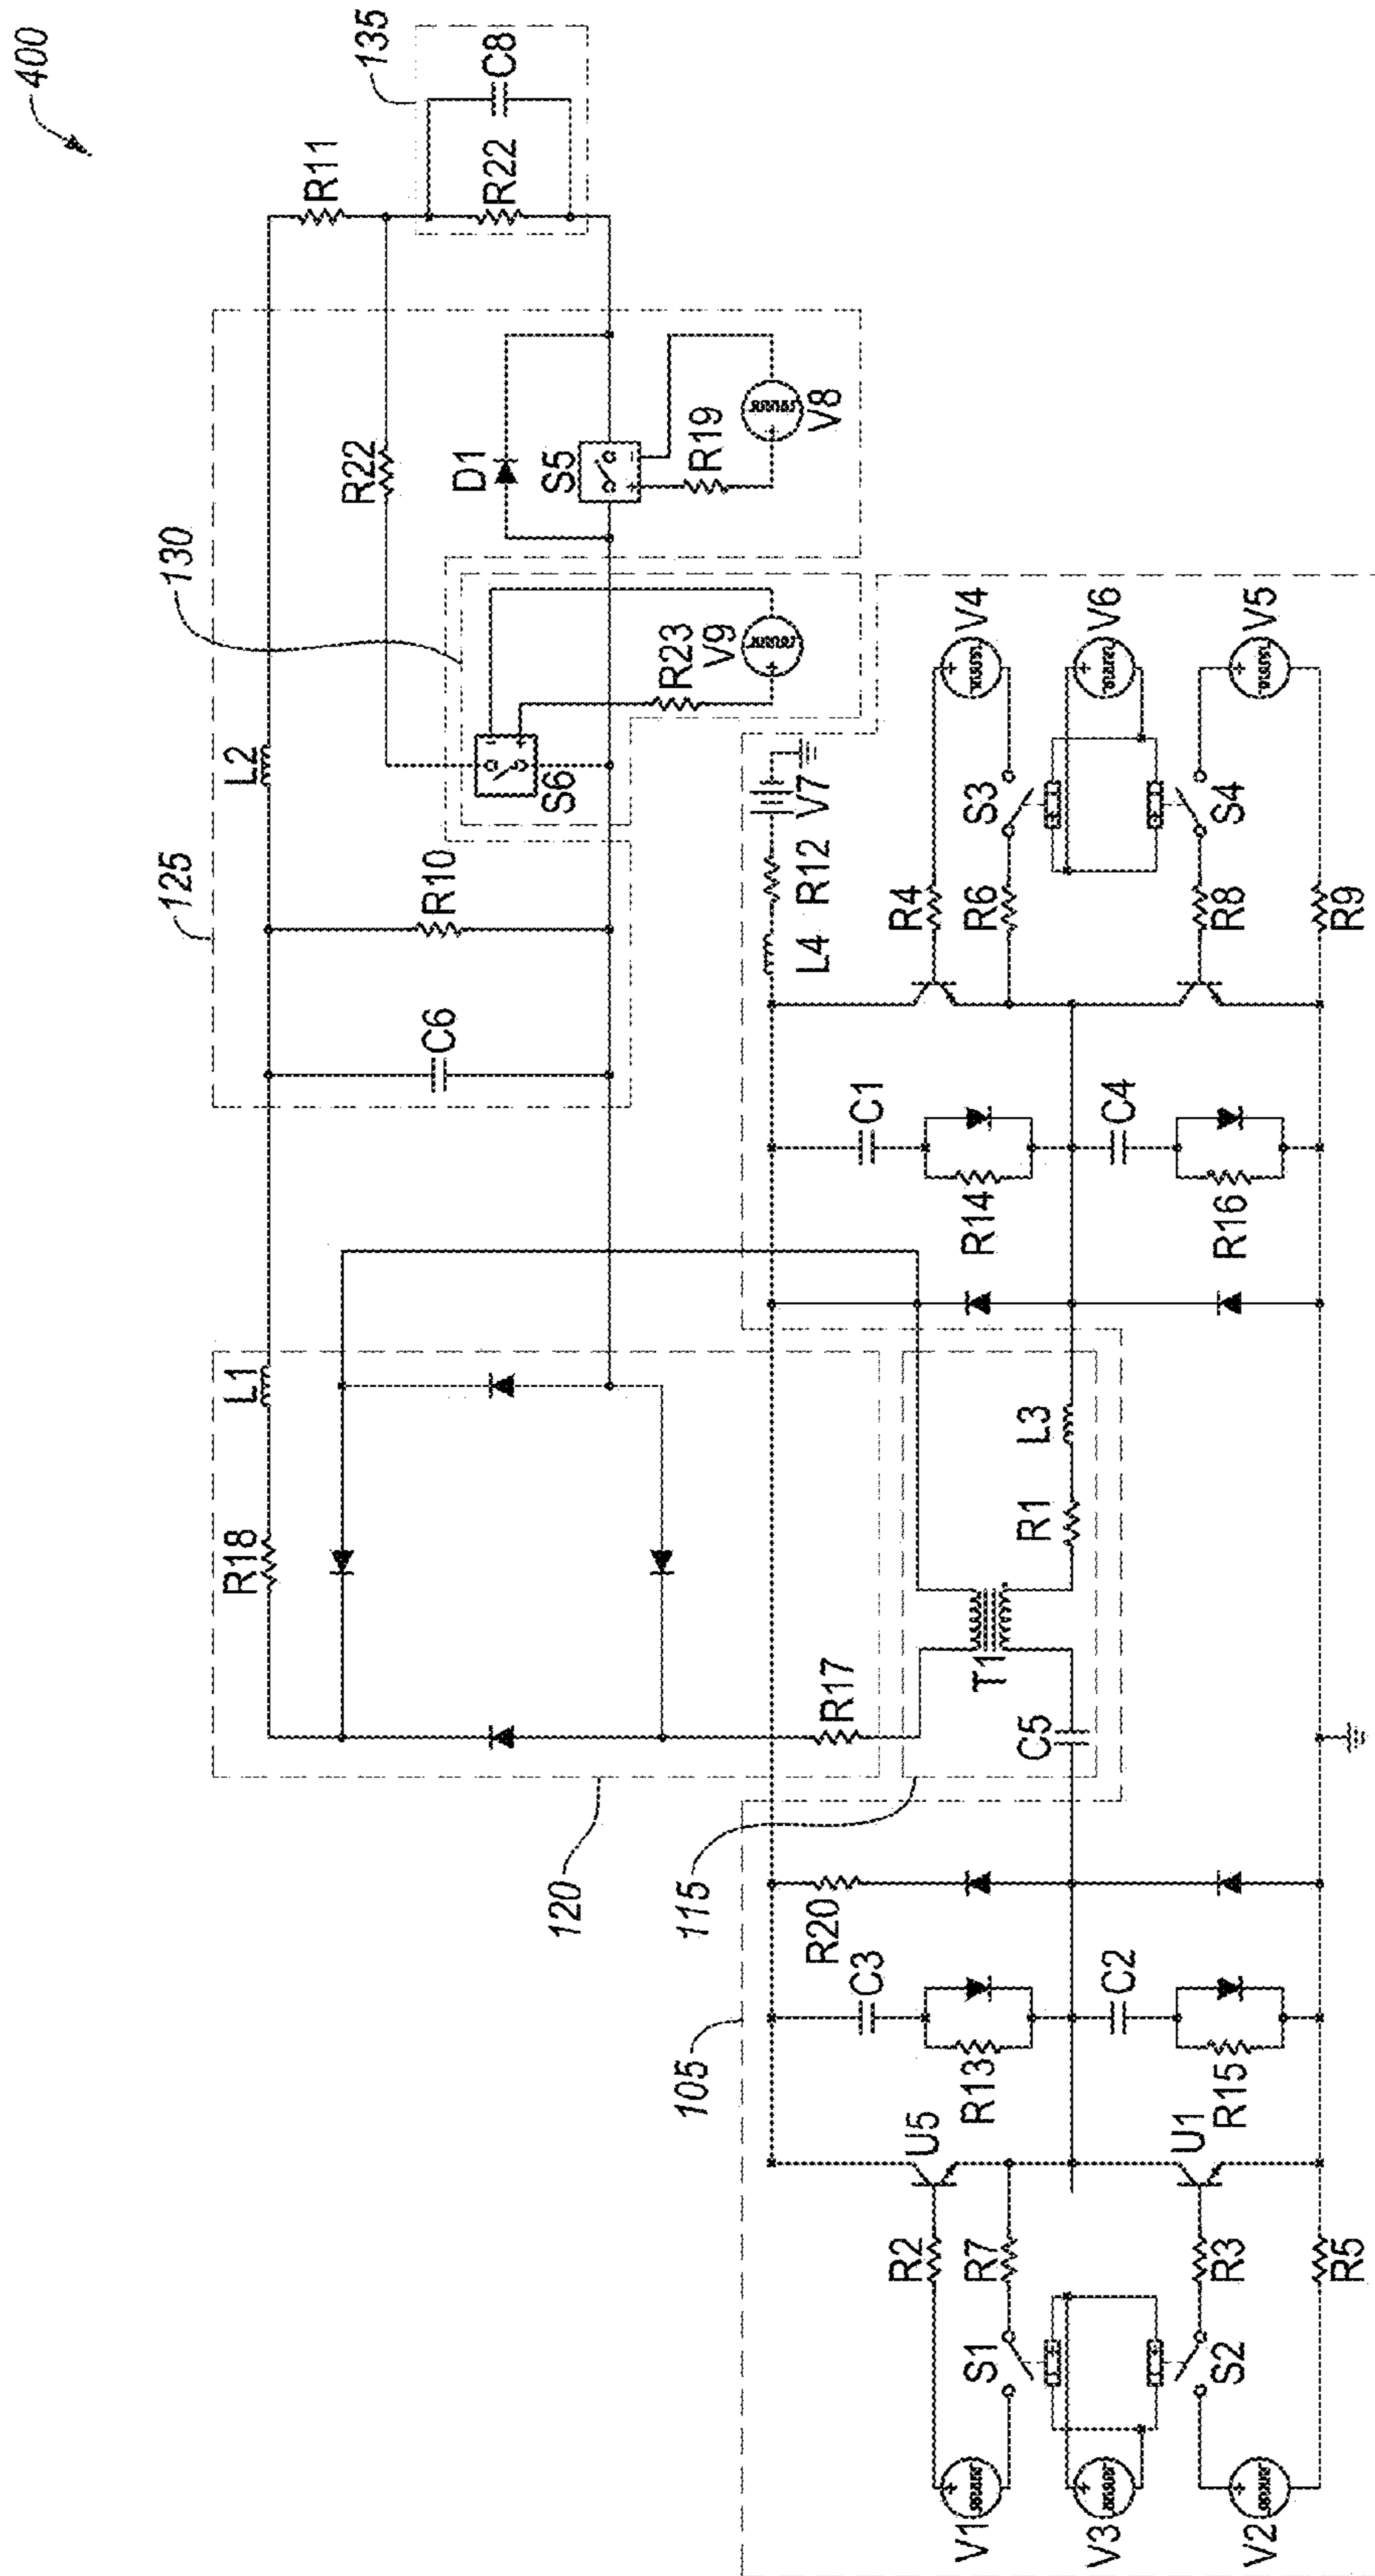 400
125
R18
L1
L2
R11
R22
135
130
C6
R10
D1
R22
C8
120
S6
S5
R23
V9
R19
V8
105
115
R20
R17
L4
R12
V7
C3
C1
R2
U5
R4
V1
S1
R7
R13
T1
R14
R6
S3
V4
C5
R1
L3
V3
V6
C2
C4
S2
R3
U1
R15
R16
R8
S4
V2
V5
R5
R9